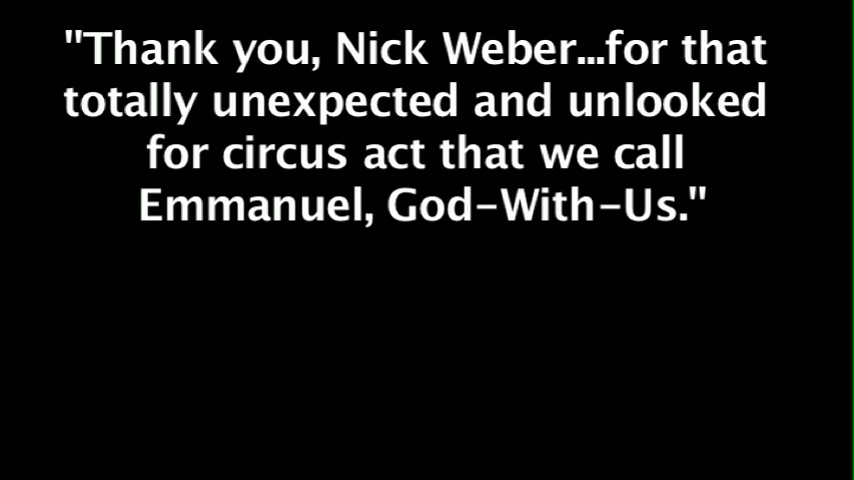 "Thank you, Nick Weber...for that
totally unexpected and unlooked
for circus act that we call
Emmanuel, God-With-Us."